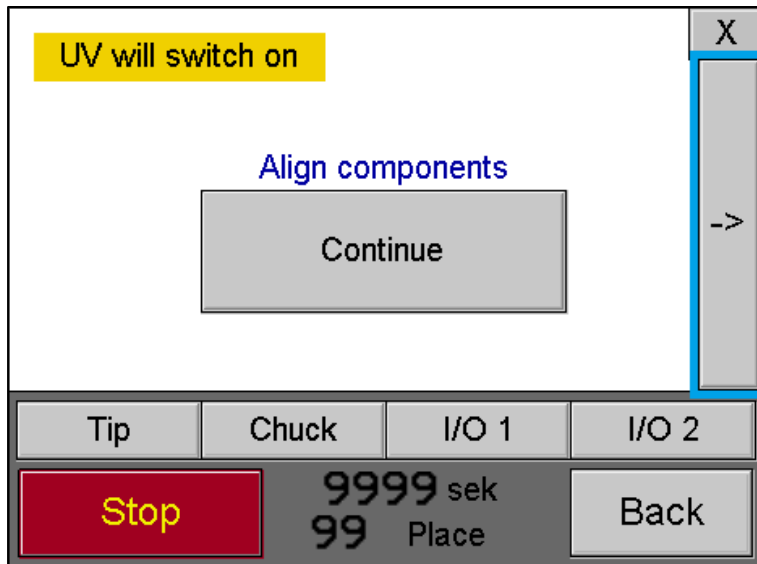 UV will switch on
X
Align components
Continue
->
Tip
Chuck
I/O 1
I/O 2
Stop
9999 sek
99 Place
Back